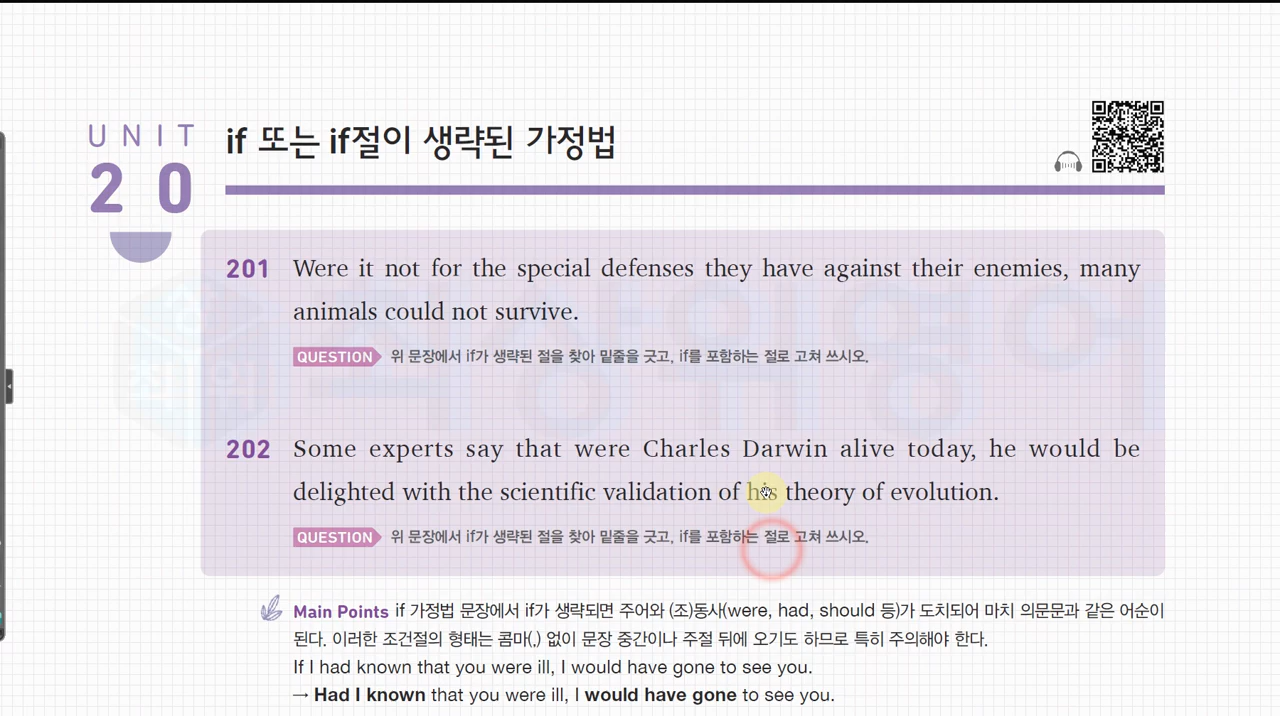 UNIT
20
if 또는 if절이 생략된 가정법
201 Were it not for the special defenses they have against their enemies, many
animals could not survive.
QUESTION 위 문장에서 if가 생략된 절을 찾아 밑줄을 긋고, if를 포함하는 절로 고쳐 쓰시오.
202 Some experts say that were Charles Darwin alive today, he would be
delighted with the scientific validation of his theory of evolution.
QUESTION 위 문장에서 if가 생략된 절을 찾아 밑줄을 긋고, if를 포함하는 절로 고쳐 쓰시오.
Main Points if 가정법 문장에서 if가 생략되면 주어와 (조)동사(were, had, should 등)가 도치되어 마치 의문문과 같은 어순이
된다. 이러한 조건절의 형태는 콤마(,) 없이 문장 중간이나 주절 뒤에 오기도 하므로 특히 주의해야 한다.
If I had known that you were ill, I would have gone to see you.
→ Had I known that you were ill, I would have gone to see you.